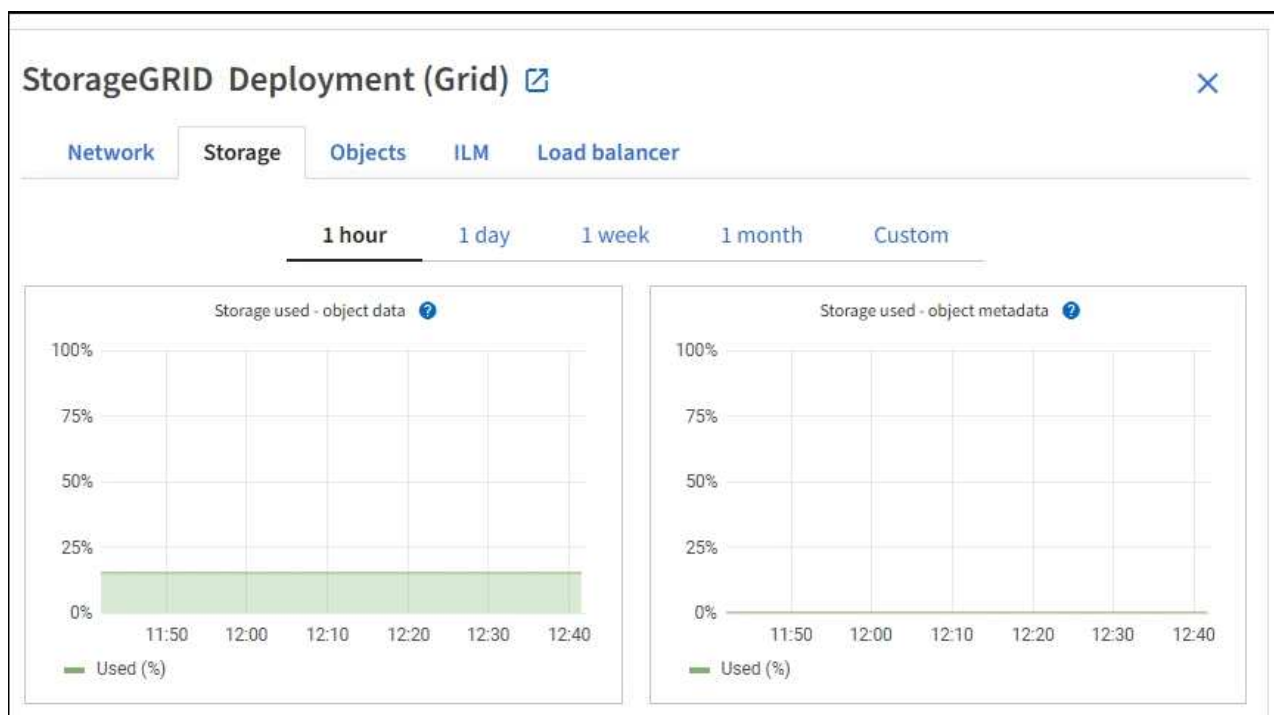 StorageGRID Deployment (Grid)
Network Storage Objects ILM Load balancer
1 hour 1 day 1 week 1 month Custom
Storage used - object data ?
100%
75%
50%
25%
0%
11:50 12:00 12:10 12:20 12:30 12:40
Used (%)
Storage used - object metadata ?
100%
75%
50%
25%
0%
11:50 12:00 12:10 12:20 12:30 12:40
Used (%)